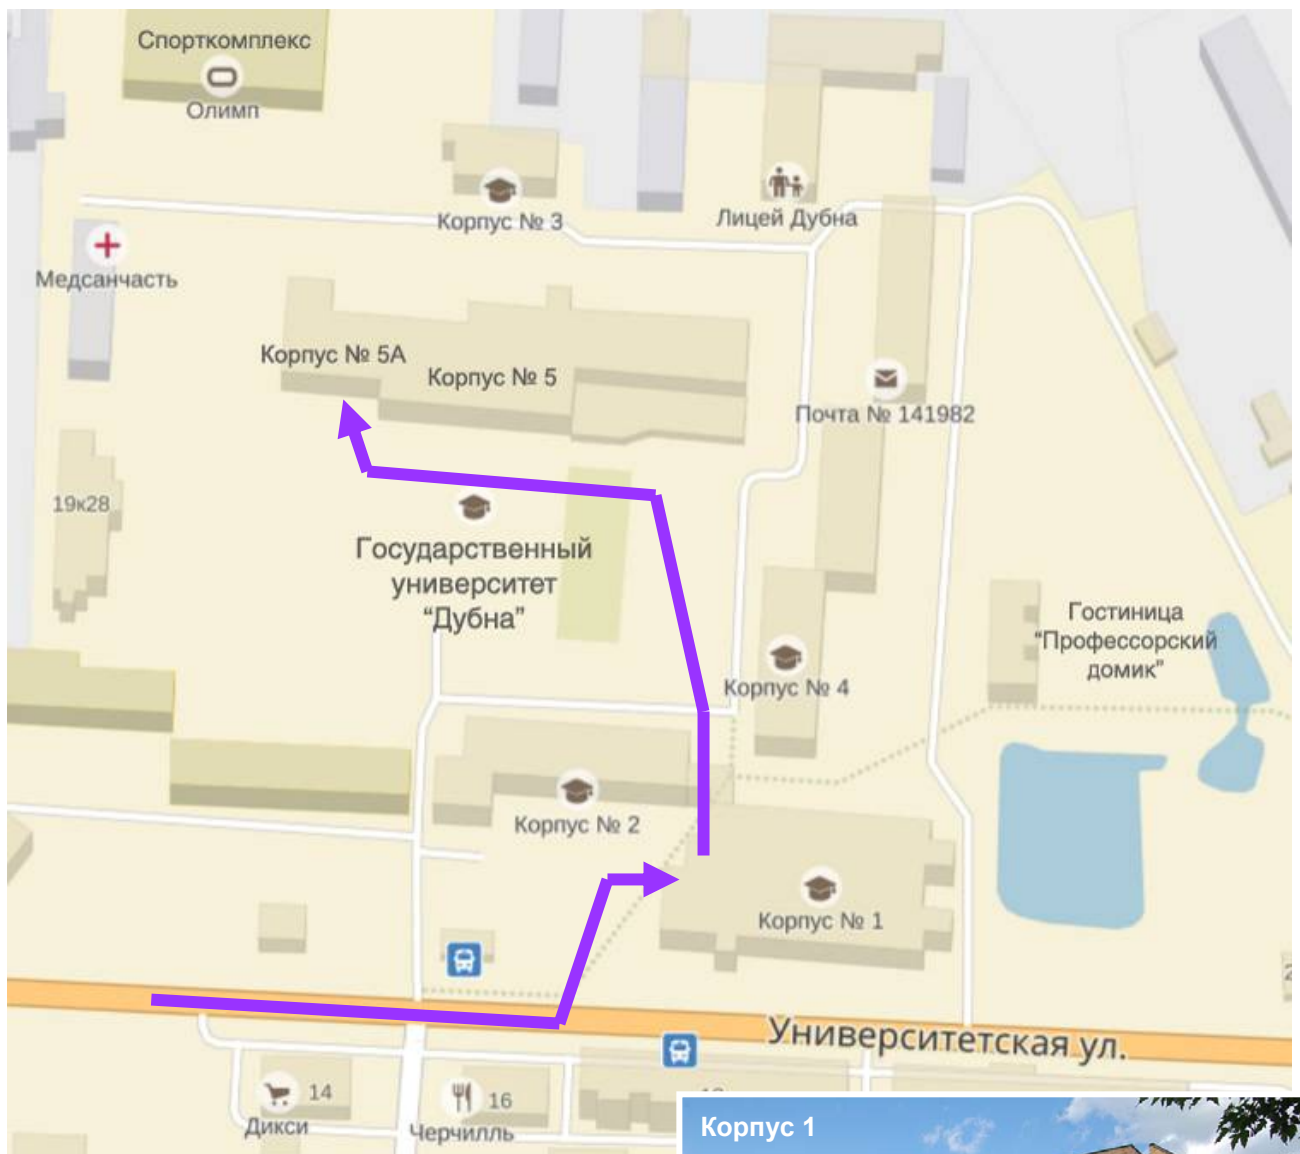 Спорткомплекс
Олимп
Корпус № 3
Лицей Дубна
Медсанчасть
Корпус № 5А
Корпус № 5
Почта № 141982
19к28
Государственный
университет
“Дубна”
Гостиница
“Профессорский
домик”
Корпус № 4
Корпус № 2
Корпус № 1
Университетская ул.
14
Дикси
16
Черчилль
Корпус 1